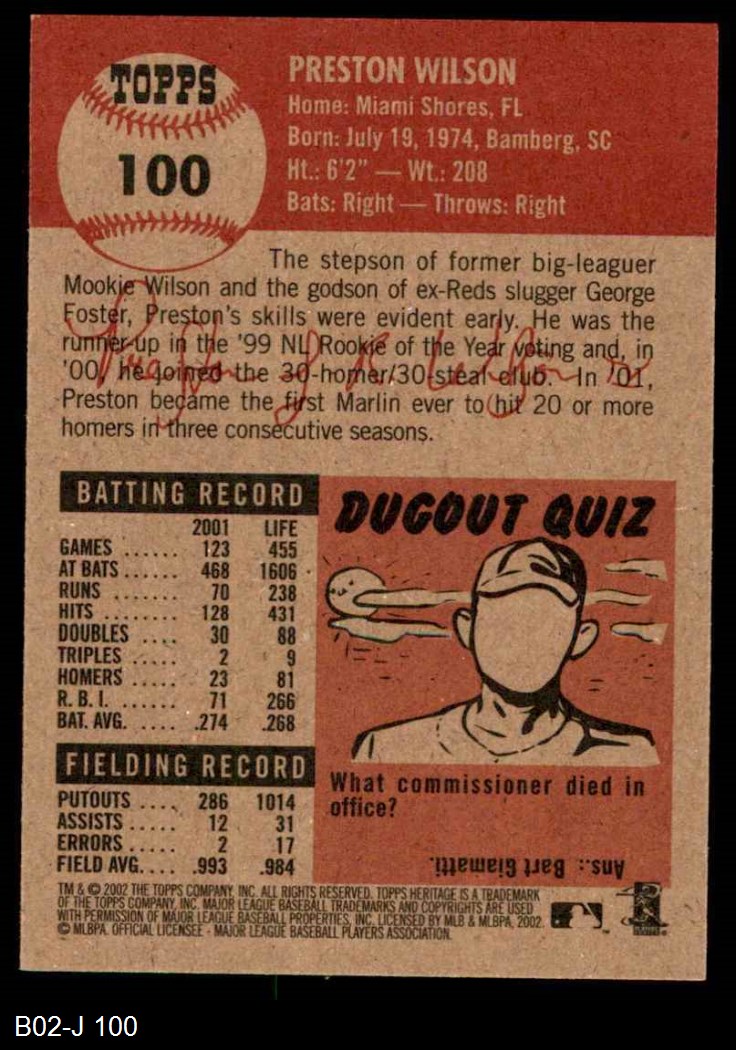 TOPPS
100
PRESTON WILSON
Home: Miami Shores, FL
Born: July 19, 1974, Bamberg, SC
Ht.: 6'2" — Wt.: 208
Bats: Right — Throws: Right
The stepson of former big-leaguer
Mookie Wilson and the godson of ex-Reds slugger George
Foster, Preston's skills were evident early. He was the
runner-up in the '99 NL Rookie of the Year voting and, in
'00, he joined the 30-homer/30 steal club. In '01,
Preston became the first Marlin ever to hit 20 or more
homers in three consecutive seasons.
Preston J R Wilson
BATTING RECORD
2001 LIFE
GAMES ...... 123 455
AT BATS ...... 468 1606
RUNS ...... 70 238
HITS ........ 128 431
DOUBLES .... 30 88
TRIPLES ..... 2 9
HOMERS ..... 23 81
R. B. I. ...... 71 266
BAT. AVG. .... .274 .268
FIELDING RECORD
PUTOUTS .... 286 1014
ASSISTS ..... 12 31
ERRORS ..... 2 17
FIELD AVG. ... .993 .984
DUGOUT QUIZ
What commissioner died in
office?
Ans.: Bart Giamatti.
TM & © 2002 THE TOPPS COMPANY, INC. ALL RIGHTS RESERVED. TOPPS HERITAGE IS A TRADEMARK
OF THE TOPPS COMPANY, INC. MAJOR LEAGUE BASEBALL TRADEMARKS AND COPYRIGHTS ARE USED
WITH PERMISSION OF MAJOR LEAGUE BASEBALL PROPERTIES, INC. LICENSED BY MLB & MLBPA, 2002.
© MLBPA. OFFICIAL LICENSEE - MAJOR LEAGUE BASEBALL PLAYERS ASSOCIATION.
B02-J 100